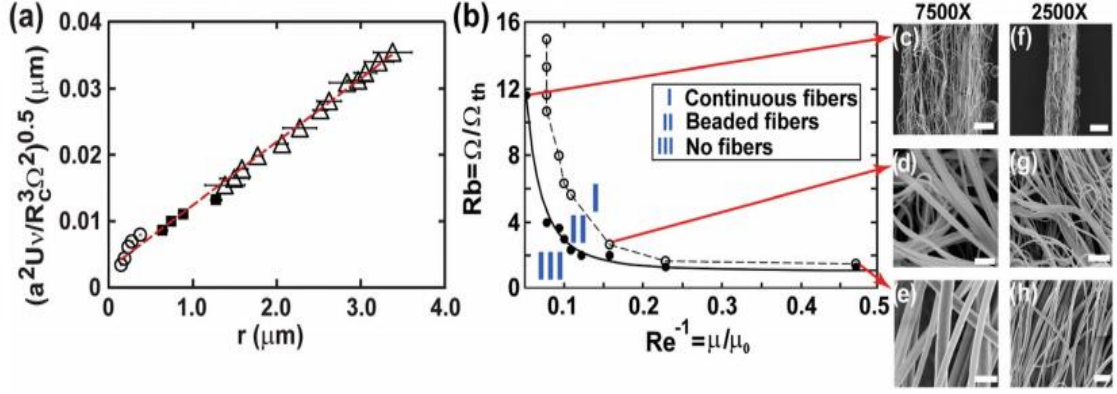 (a)
(a²Uν/R_c³Ω²)^0.5 (μm)
0.04
0.03
0.02
0.01
0
0
1.0
2.0
3.0
4.0
r (μm)
(b)
Rb=Ω/Ω_th
16
12
8
4
0
0.1
0.2
0.3
0.4
0.5
Re⁻¹=μ/μ₀
I Continuous fibers
II Beaded fibers
III No fibers
I
II
III
7500X
2500X
(c)
(f)
(d)
(g)
(e)
(h)